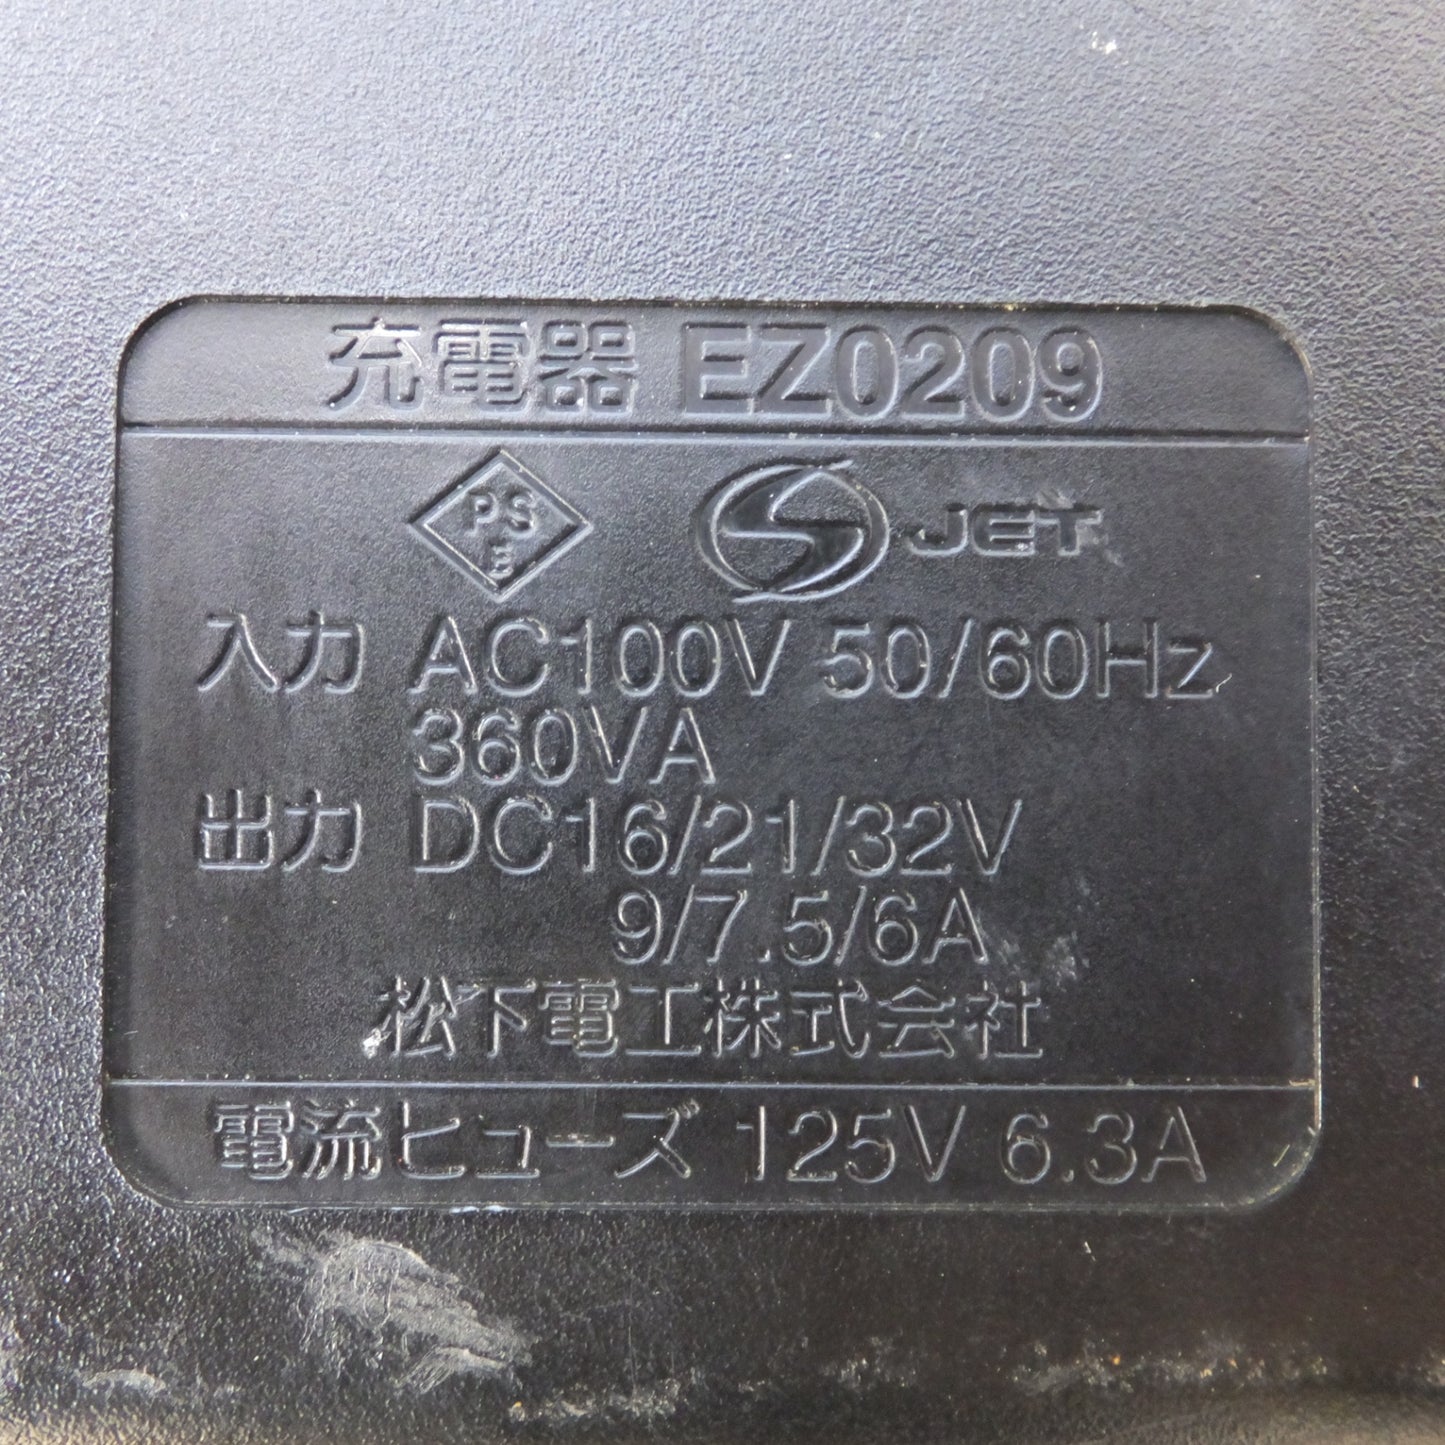 充電器 EZ0209
PS
E
S JET
入力 AC100V 50/60Hz
360VA
出力 DC16/21/32V
9/7.5/6A
松下電工株式会社
電流ヒューズ 125V 6.3A